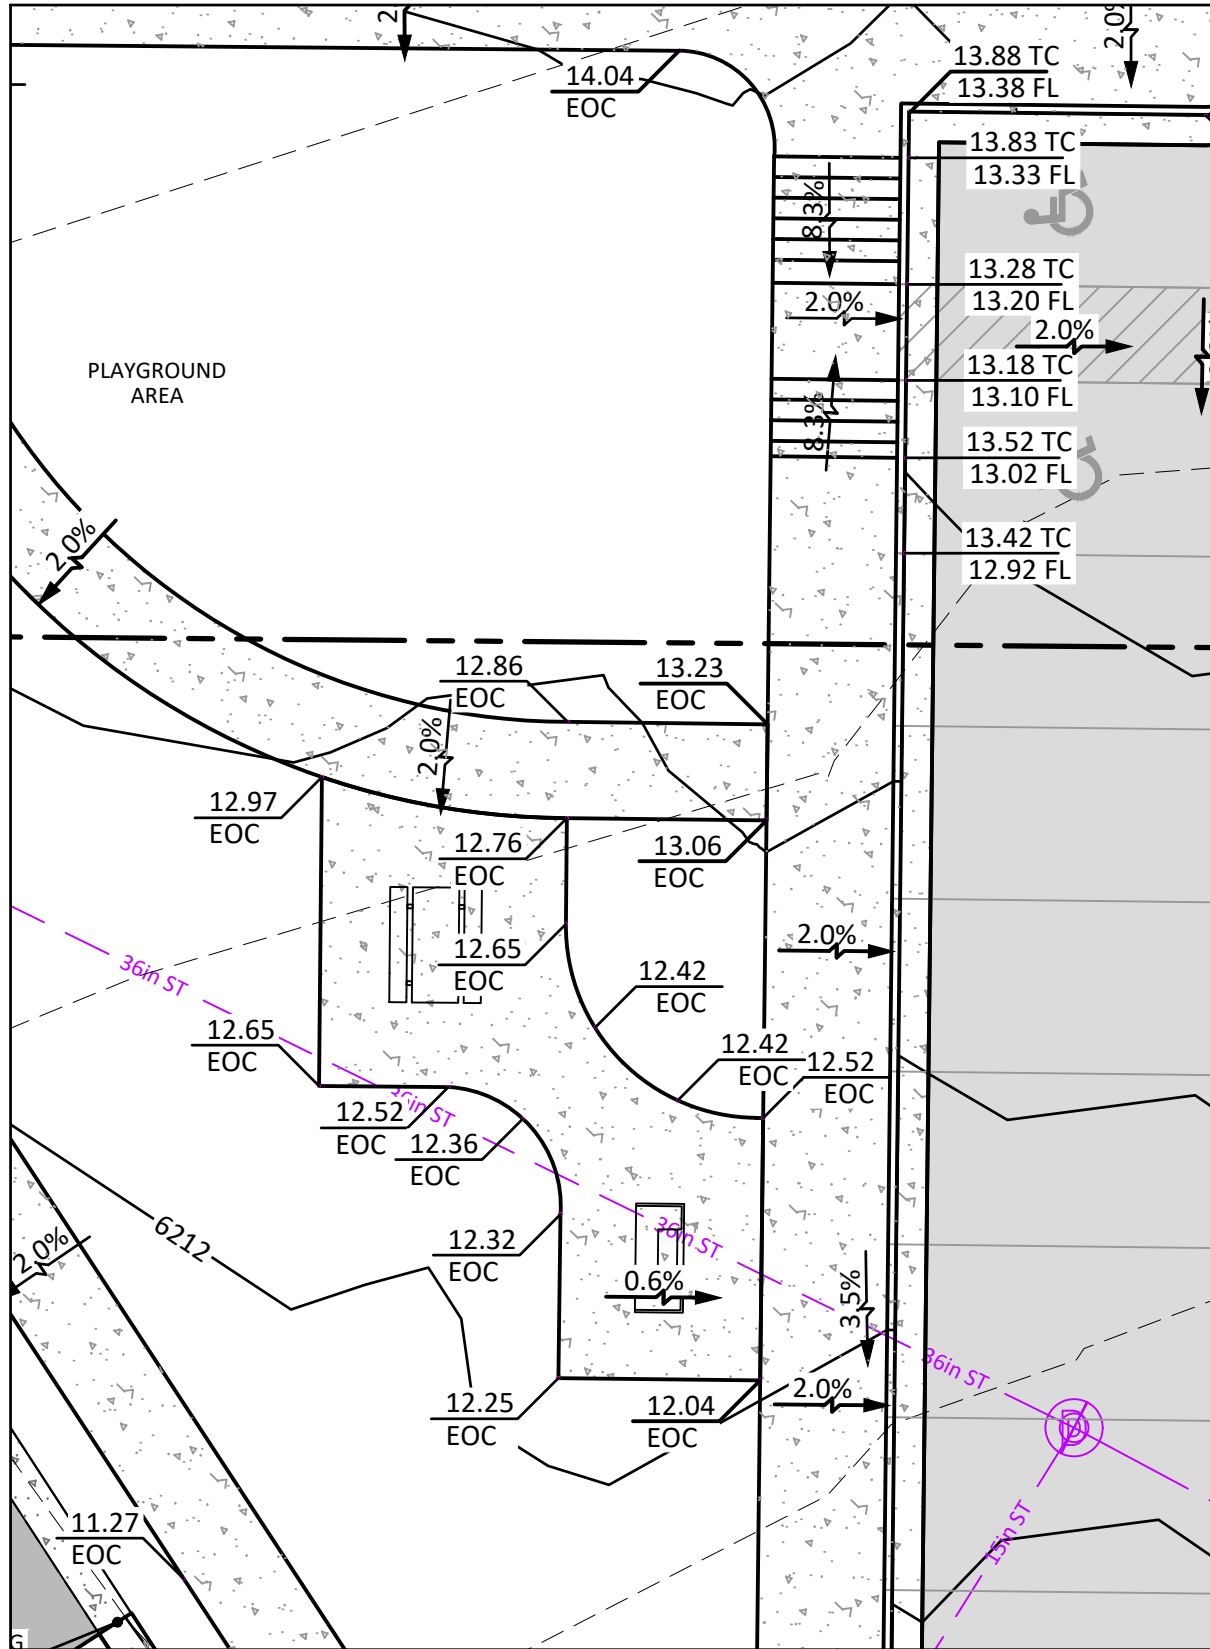 2.0%
14.04
EOC
13.88 TC
13.38 FL
13.83 TC
13.33 FL
8.3%
13.28 TC
13.20 FL
2.0%
2.0%
PLAYGROUND
AREA
13.18 TC
13.10 FL
8.3%
13.52 TC
13.02 FL
2.0%
13.42 TC
12.92 FL
12.86
EOC
13.23
EOC
2.0%
12.97
EOC
12.76
EOC
13.06
EOC
2.0%
12.65
EOC
36in ST
12.42
EOC
12.65
EOC
12.42
EOC
12.52
EOC
36in ST
12.52
EOC
12.36
EOC
6212
2.0%
12.32
EOC
36in ST
0.6%
3.5%
36in ST
12.25
EOC
12.04
EOC
2.0%
D
11.27
EOC
15in ST
G